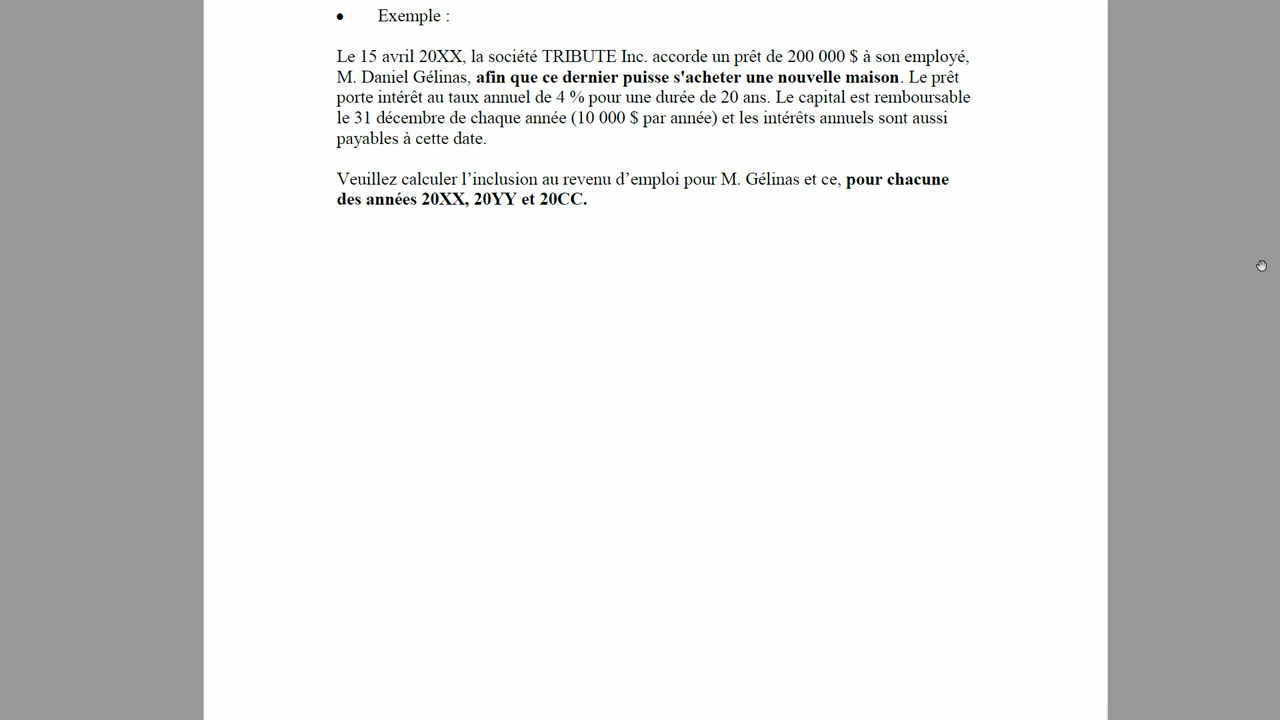 • Exemple :
Le 15 avril 20XX, la société TRIBUTE Inc. accorde un prêt de 200 000 $ à son employé,
M. Daniel Gélinas, afin que ce dernier puisse s'acheter une nouvelle maison. Le prêt
porte intérêt au taux annuel de 4 % pour une durée de 20 ans. Le capital est remboursable
le 31 décembre de chaque année (10 000 $ par année) et les intérêts annuels sont aussi
payables à cette date.
Veuillez calculer l’inclusion au revenu d’emploi pour M. Gélinas et ce, pour chacune
des années 20XX, 20YY et 20CC.